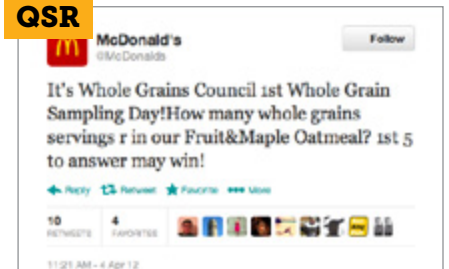 QSR
McDonald's
@McDonalds
Follow
It's Whole Grains Council 1st Whole Grain
Sampling Day!How many whole grains
servings r in our Fruit&Maple Oatmeal? 1st 5
to answer may win!
Reply Retweet Favorite More
10
RETWEETS
4
FAVORITES
11:21 AM - 4 Apr 12